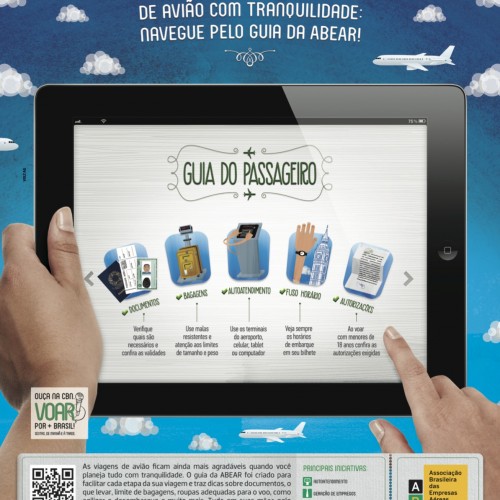 DE AVIÃO COM TRANQUILIDADE:
NAVEGUE PELO GUIA DA ABEAR!
GUIA DO PASSAGEIRO
DOCUMENTOS
Verifique
quais são
necessários e
confira as validades
BAGAGENS
Use malas
resistentes e
atenção aos limites
de tamanho e peso
AUTOATENDIMENTO
Use os terminais
do aeroporto,
celular, tablet
ou computador
FUSO HORÁRIO
Veja sempre
os horários
de embarque
em seu bilhete
AUTORIZAÇÕES
Ao voar
com menores de
18 anos confira as
autorizações exigidas
OUÇA NA CBN.
VOAR
POR + BRASIL!
As viagens de avião ficam ainda mais agradáveis quando você
planeja tudo com tranquilidade. O guia da ABEAR foi criado para
facilitar cada etapa da sua viagem e traz dicas sobre documentos, o
que levar, limite de bagagens, roupas adequadas para o voo, como
PRINCIPAIS INICIATIVAS
AUTOATENDIMENTO
Associação
Brasileira
das
Empresas